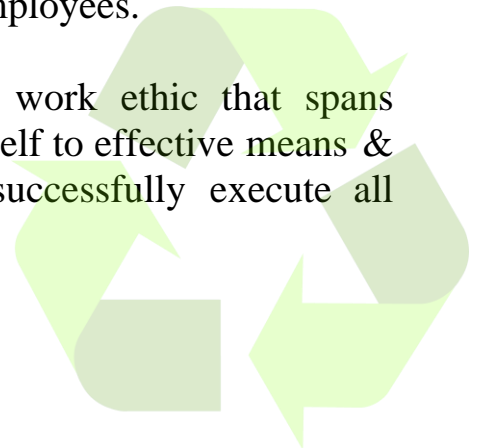 mployees.
work ethic that spans
elf to effective means &
successfully execute all